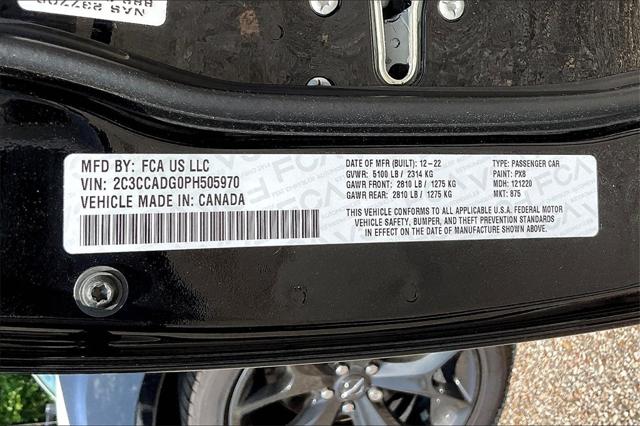 MFD BY: FCA US LLC
VIN: 2C3CCADG0PH505970
VEHICLE MADE IN: CANADA
DATE OF MFR (BUILT): 12-22
GVWR: 5100 LB / 2314 KG
GAWR FRONT: 2810 LB / 1275 KG
GAWR REAR: 2810 LB / 1275 KG
TYPE: PASSENGER CAR
PAINT: PX8
MDH: 121220
MKT: 875
THIS VEHICLE CONFORMS TO ALL APPLICABLE U.S.A. FEDERAL MOTOR
VEHICLE SAFETY, BUMPER, AND THEFT PREVENTION STANDARDS
IN EFFECT ON THE DATE OF MANUFACTURE SHOWN ABOVE.